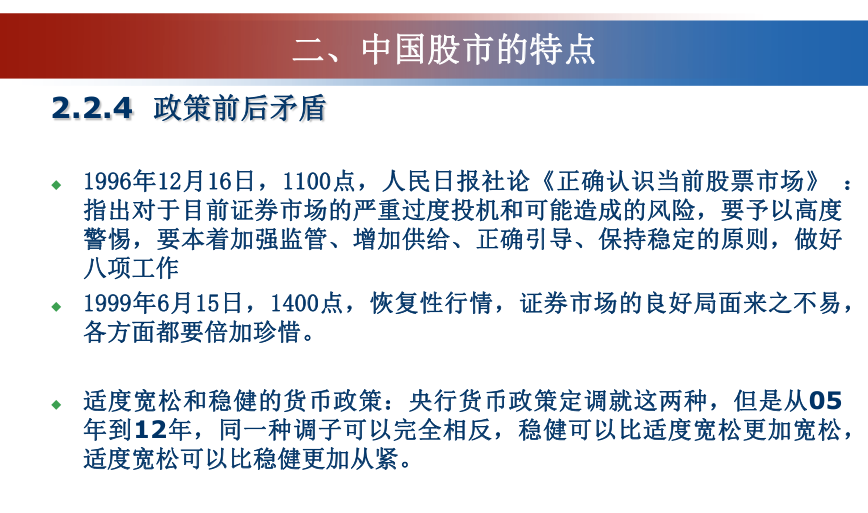 二、中国股市的特点
2.2.4 政策前后矛盾
1996年12月16日，1100点，人民日报社论《正确认识当前股票市场》 ：
指出对于目前证券市场的严重过度投机和可能造成的风险，要予以高度
警惕，要本着加强监管、增加供给、正确引导、保持稳定的原则，做好
八项工作
1999年6月15日，1400点，恢复性行情，证券市场的良好局面来之不易，
各方面都要倍加珍惜。
适度宽松和稳健的货币政策：央行货币政策定调就这两种，但是从05
年到12年，同一种调子可以完全相反，稳健可以比适度宽松更加宽松，
适度宽松可以比稳健更加从紧。